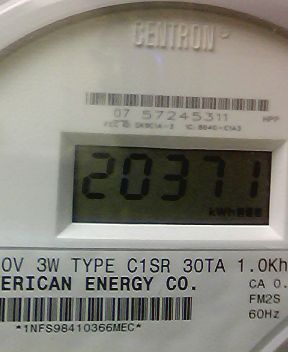 CENTRON®
07 57245311
HPP
20371
kWh
0V 3W TYPE C1SR 30TA 1.0Kh
ERICAN ENERGY CO.
CA 0.
FM2S
60Hz
*1NFS98410366MEC*